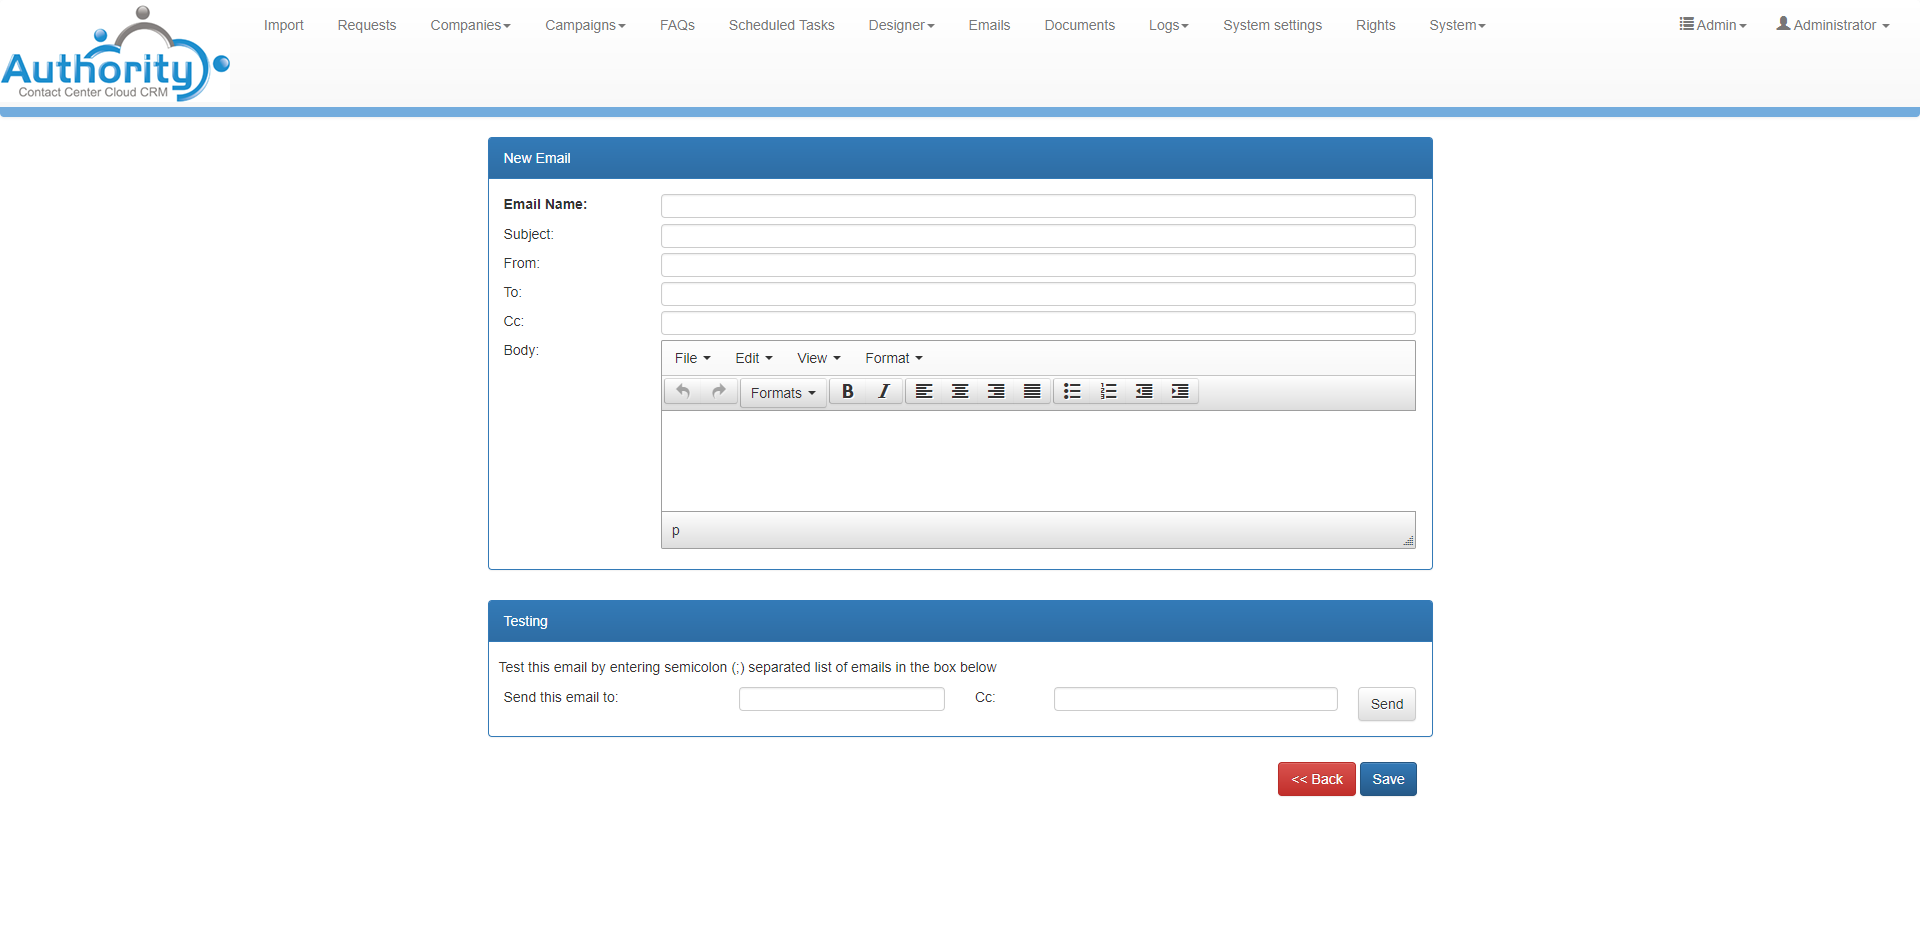 Authority
Contact Center Cloud CRM
Import Requests Companies Campaigns FAQs Scheduled Tasks Designer Emails Documents Logs System settings Rights System Admin Administrator
New Email
Email Name:
Subject:
From:
To:
Cc:
Body:
File Edit View Format
Formats B I
p
Testing
Test this email by entering semicolon (;) separated list of emails in the box below
Send this email to: Cc: Send
<< Back Save